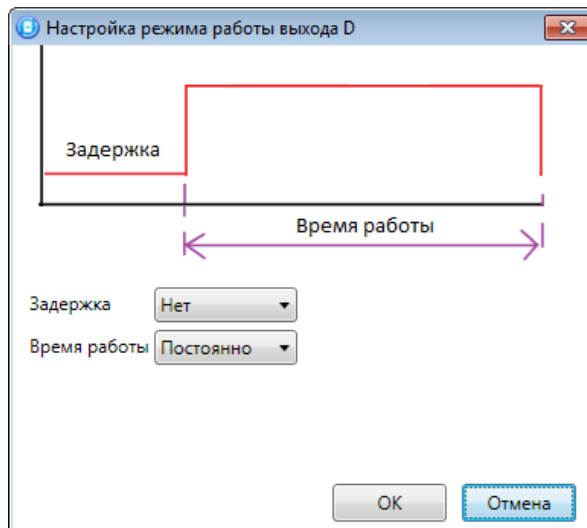 Настройка режима работы выхода D
Задержка
Время работы
Задержка Нет
Время работы Постоянно
OK Отмена